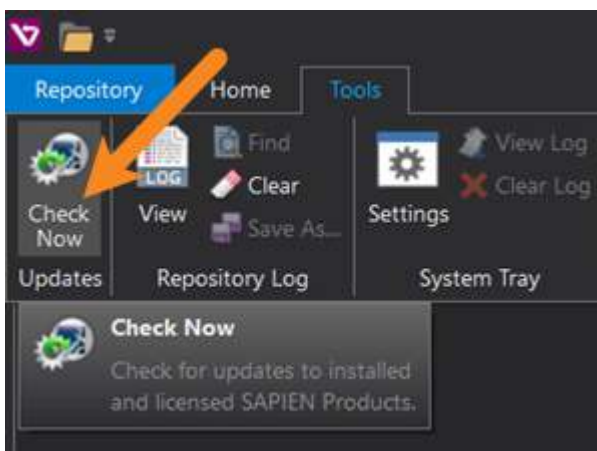 Repository Home Tools
Check
Now
LOG
View
Find
Clear
Save As...
Settings
View Log
Clear Log
Updates Repository Log System Tray
Check Now
Check for updates to installed
and licensed SAPIEN Products.